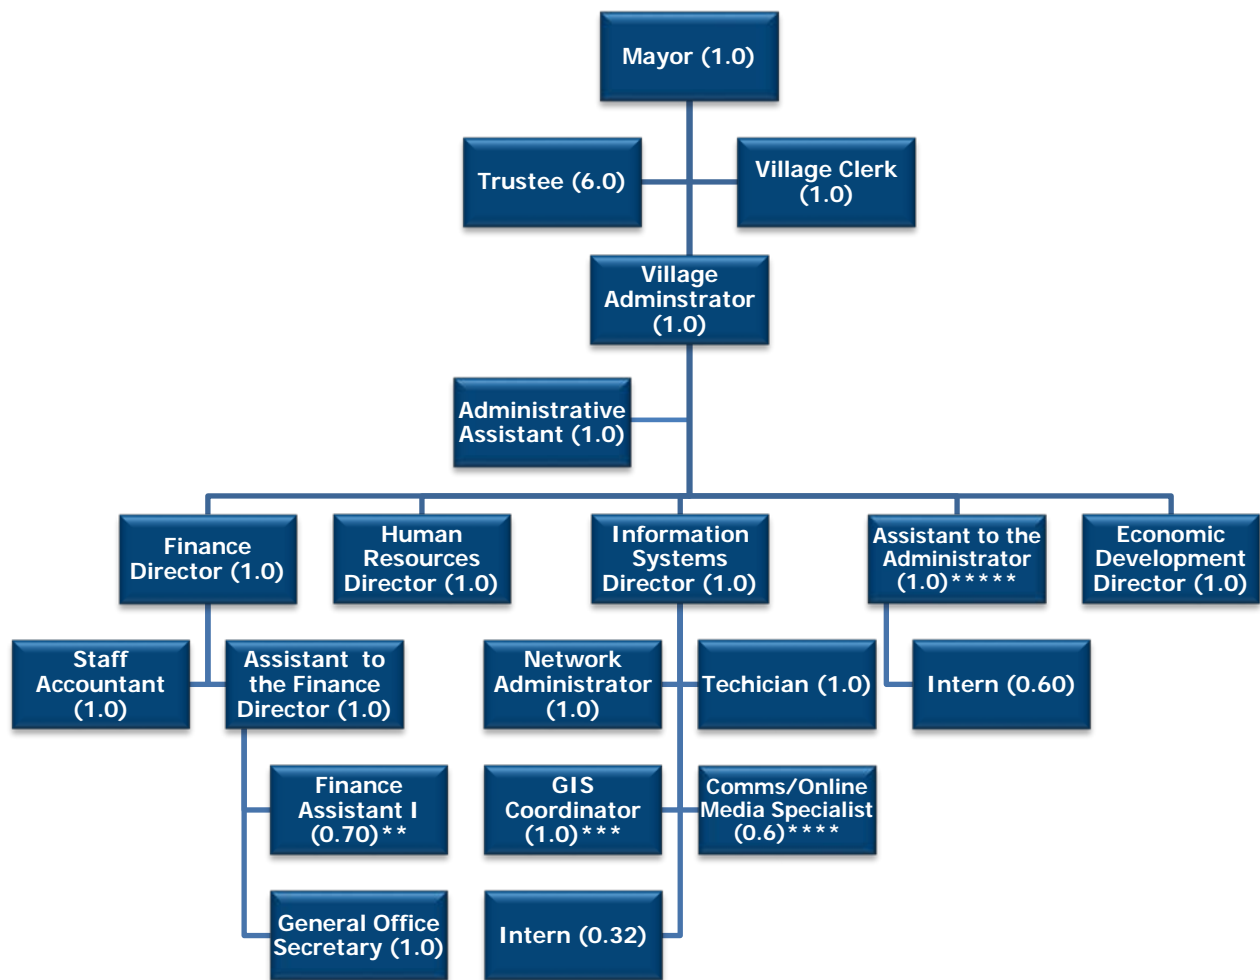 Mayor (1.0)
Trustee (6.0)
Village Clerk
(1.0)
Village
Adminstrator
(1.0)
Administrative
Assistant (1.0)
Finance
Director (1.0)
Human
Resources
Director (1.0)
Information
Systems
Director (1.0)
Assistant to the
Administrator
(1.0)*****
Economic
Development
Director (1.0)
Staff
Accountant
(1.0)
Assistant to
the Finance
Director (1.0)
Network
Administrator
(1.0)
Techician (1.0)
Intern (0.60)
Finance
Assistant I
(0.70)**
GIS
Coordinator
(1.0)***
Comms/Online
Media Specialist
(0.6)****
General Office
Secretary (1.0)
Intern (0.32)